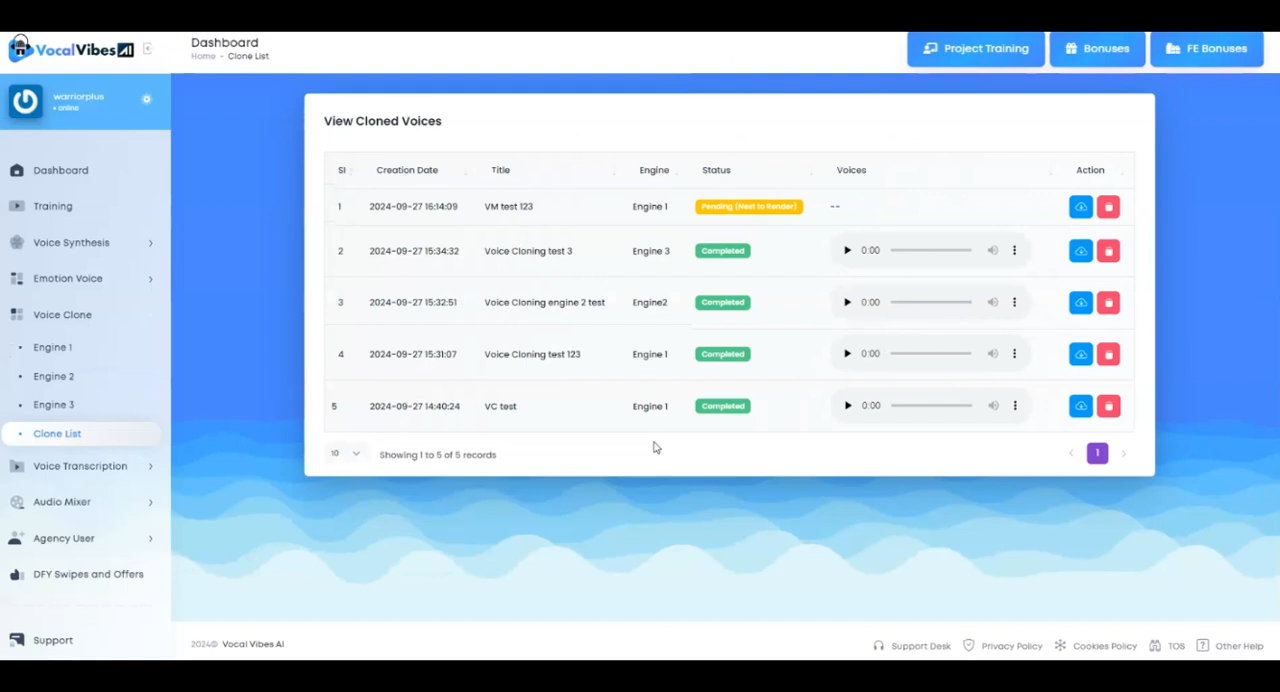 VocalVibes AI
Dashboard
Home - Clone List
Project Training
Bonuses
FE Bonuses
warriorplus
• online
Dashboard
Training
Voice Synthesis
Emotion Voice
Voice Clone
• Engine 1
• Engine 2
• Engine 3
• Clone List
Voice Transcription
Audio Mixer
Agency User
DFY Swipes and Offers
Support
View Cloned Voices
Sl Creation Date Title Engine Status Voices Action
1 2024-09-27 16:14:09 VM test 123 Engine 1 Pending (Next to Render) --
2 2024-09-27 15:34:32 Voice Cloning test 3 Engine 3 Completed 0:00
3 2024-09-27 15:32:51 Voice Cloning engine 2 test Engine2 Completed 0:00
4 2024-09-27 15:31:07 Voice Cloning test 123 Engine 1 Completed 0:00
5 2024-09-27 14:40:24 VC test Engine 1 Completed 0:00
10 Showing 1 to 5 of 5 records 1
2024© Vocal Vibes AI
Support Desk Privacy Policy Cookies Policy TOS Other Help